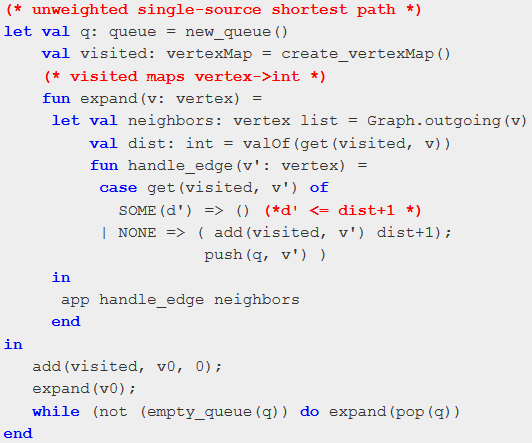 (* unweighted single-source shortest path *)
let val q: queue = new_queue()
    val visited: vertexMap = create_vertexMap()
    (* visited maps vertex->int *)
    fun expand(v: vertex) =
     let val neighbors: vertex list = Graph.outgoing(v)
         val dist: int = valOf(get(visited, v))
         fun handle_edge(v': vertex) =
          case get(visited, v') of
            SOME(d') => () (*d' <= dist+1 *)
          | NONE => ( add(visited, v') dist+1);
                     push(q, v') )
     in
      app handle_edge neighbors
     end
in
   add(visited, v0, 0);
   expand(v0);
   while (not (empty_queue(q)) do expand(pop(q))
end